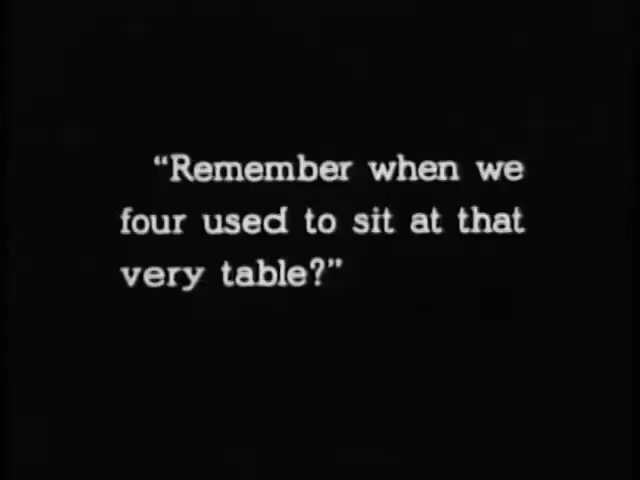 “Remember when we
four used to sit at that
very table?”